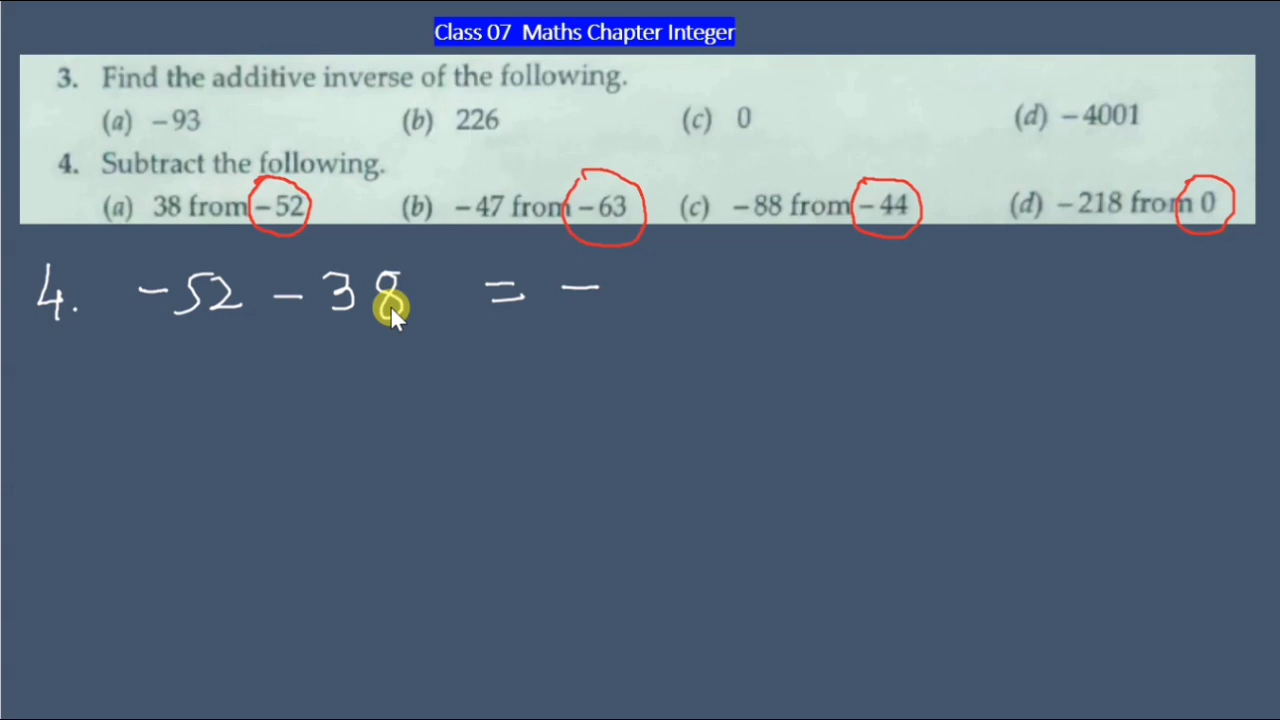 Class 07 Maths Chapter Integer
3. Find the additive inverse of the following.
(a) -93 (b) 226 (c) 0 (d) -4001
4. Subtract the following.
(a) 38 from -52 (b) -47 from -63 (c) -88 from -44 (d) -218 from 0
4. -52 - 38 = -